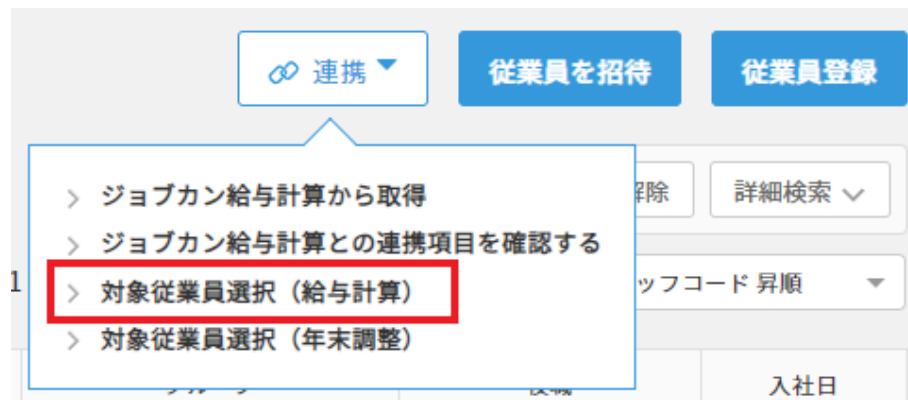 連携
従業員を招待
従業員登録
ジョブカン給与計算から取得
解除
詳細検索
ジョブカン給与計算との連携項目を確認する
1
対象従業員選択（給与計算）
ッフコード 昇順
対象従業員選択（年末調整）
入社日